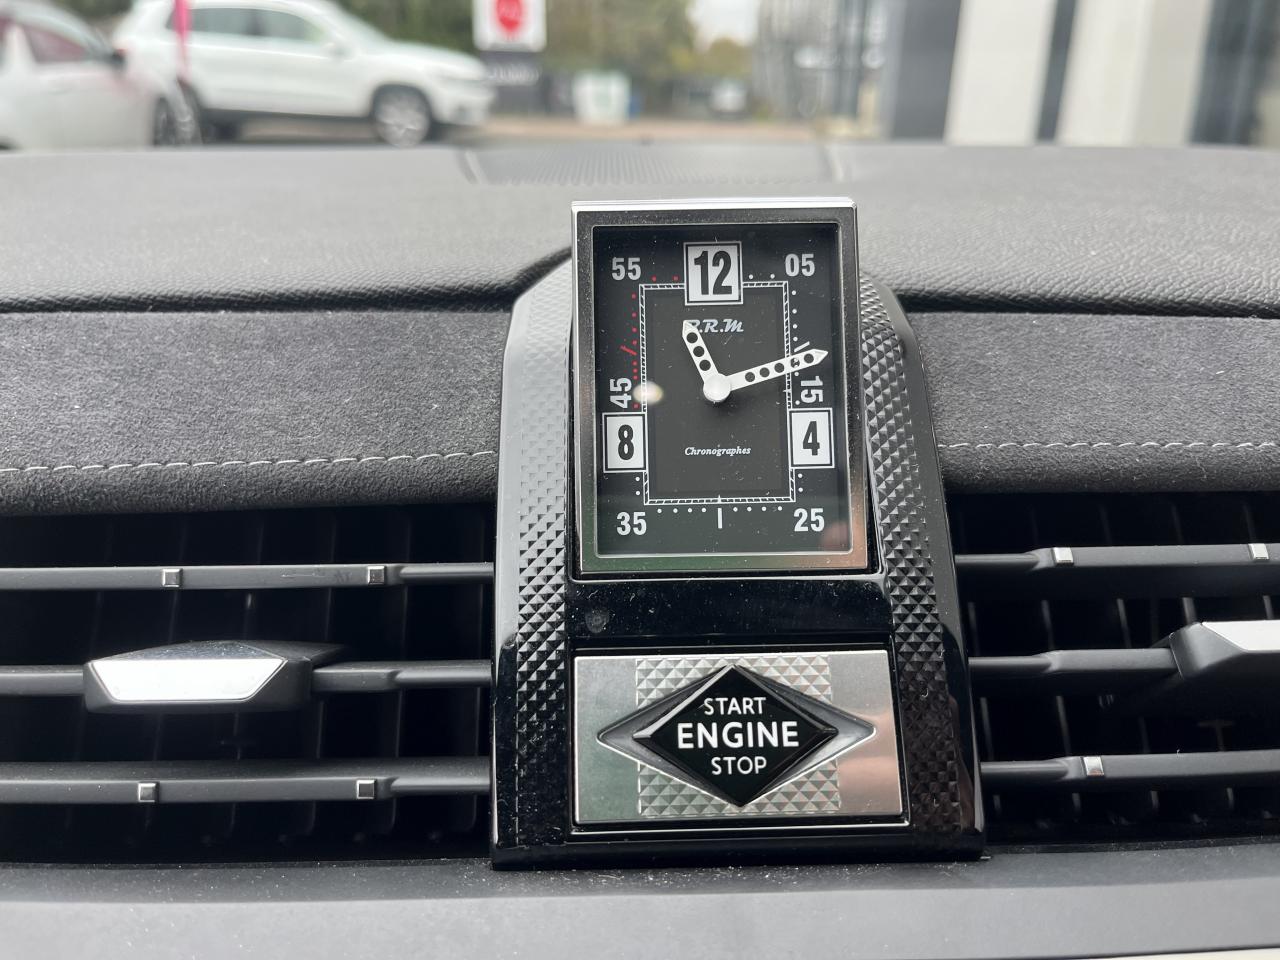 55 12 05
B.R.M
45 15
8 4
Chronographes
35 25
START
ENGINE
STOP